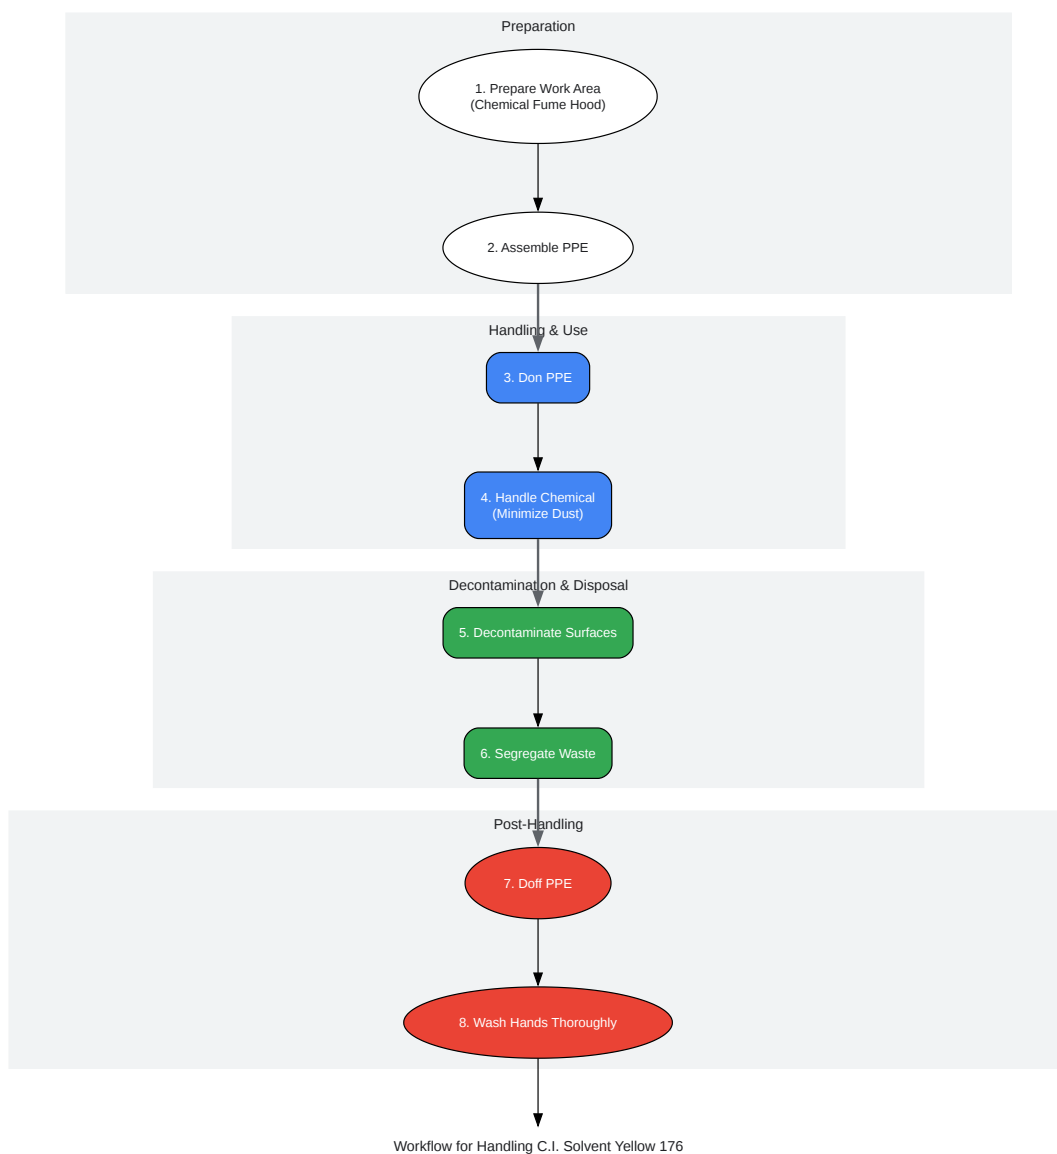 Preparation
1. Prepare Work Area
(Chemical Fume Hood)
2. Assemble PPE
Handling & Use
3. Don PPE
4. Handle Chemical
(Minimize Dust)
Decontamination & Disposal
5. Decontaminate Surfaces
6. Segregate Waste
Post-Handling
7. Doff PPE
8. Wash Hands Thoroughly
Workflow for Handling C.I. Solvent Yellow 176